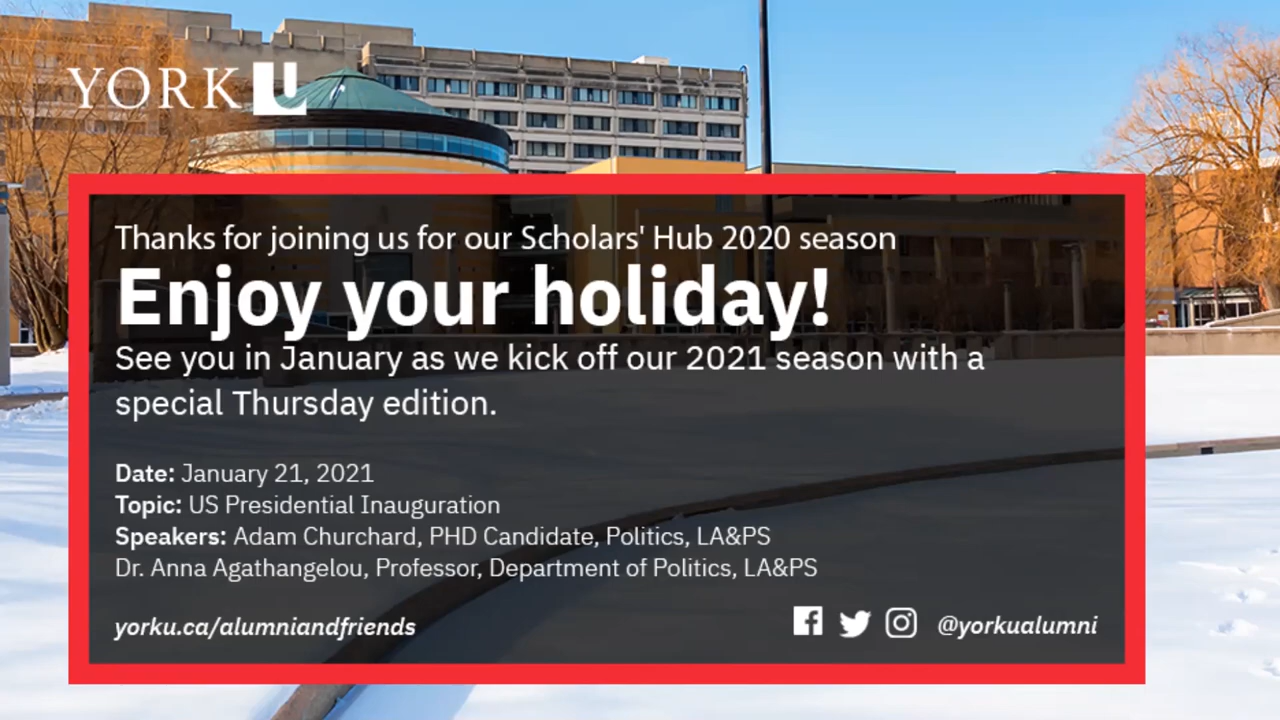 YORK U
Thanks for joining us for our Scholars' Hub 2020 season
Enjoy your holiday!
See you in January as we kick off our 2021 season with a
special Thursday edition.
Date: January 21, 2021
Topic: US Presidential Inauguration
Speakers: Adam Churchard, PHD Candidate, Politics, LA&PS
Dr. Anna Agathangelou, Professor, Department of Politics, LA&PS
yorku.ca/alumniandfriends
@yorkualumni